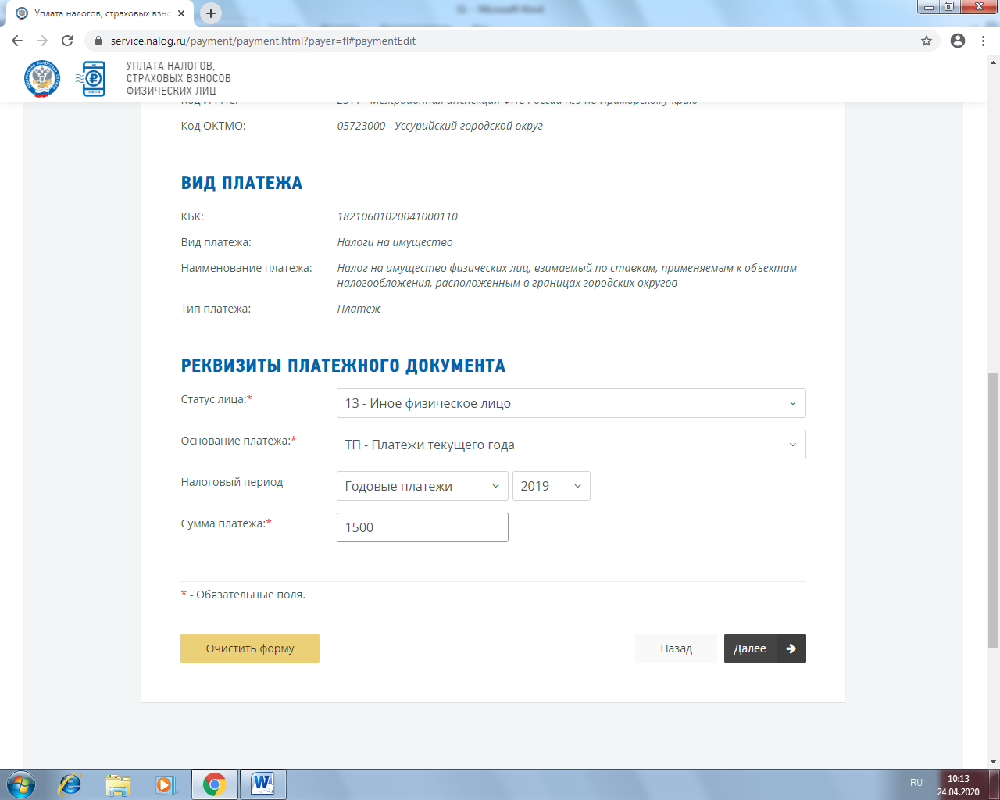 Уплата налогов, страховых взно
service.nalog.ru/payment/payment.html?payer=fl#paymentEdit
УПЛАТА НАЛОГОВ,
СТРАХОВЫХ ВЗНОСОВ
ФИЗИЧЕСКИХ ЛИЦ
Код ОКТМО: 05723000 - Уссурийский городской округ
ВИД ПЛАТЕЖА
КБК: 18210601020041000110
Вид платежа: Налоги на имущество
Наименование платежа: Налог на имущество физических лиц, взимаемый по ставкам, применяемым к объектам
налогообложения, расположенным в границах городских округов
Тип платежа: Платеж
РЕКВИЗИТЫ ПЛАТЕЖНОГО ДОКУМЕНТА
Статус лица:* 13 - Иное физическое лицо
Основание платежа:* ТП - Платежи текущего года
Налоговый период Годовые платежи 2019
Сумма платежа:* 1500
* - Обязательные поля.
Очистить форму Назад Далее
RU 10:13
24.04.2020